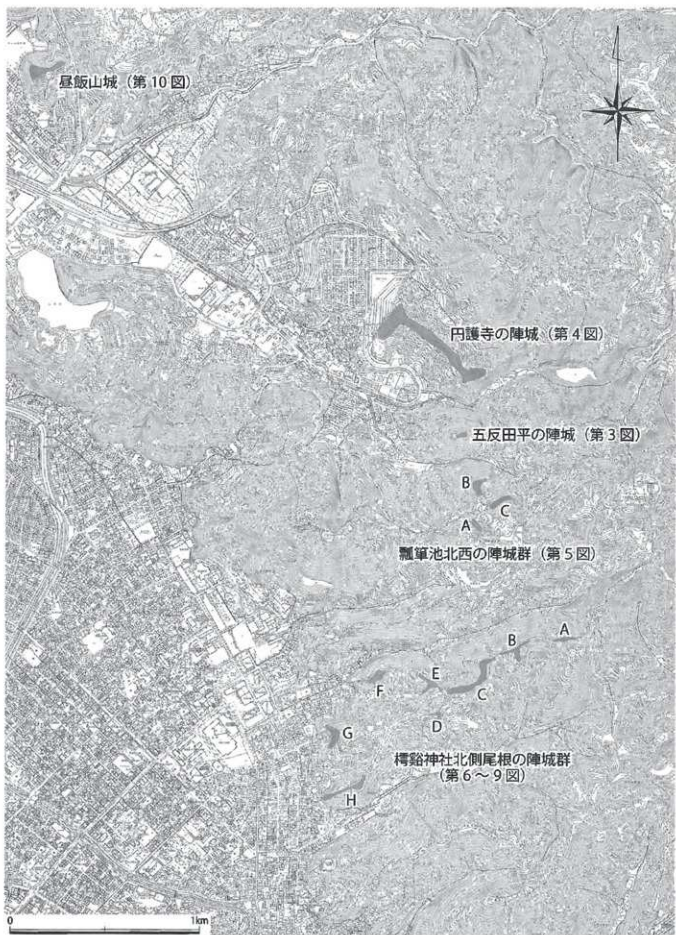 昼飯山城（第10図）
円護寺の陣城（第4図）
五反田平の陣城（第3図）
B
C
A
瓢箪池北西の陣城群（第5図）
A
B
E
C
F
D
G
樗谿神社北側尾根の陣城群
（第6～9図）
H
0 1km